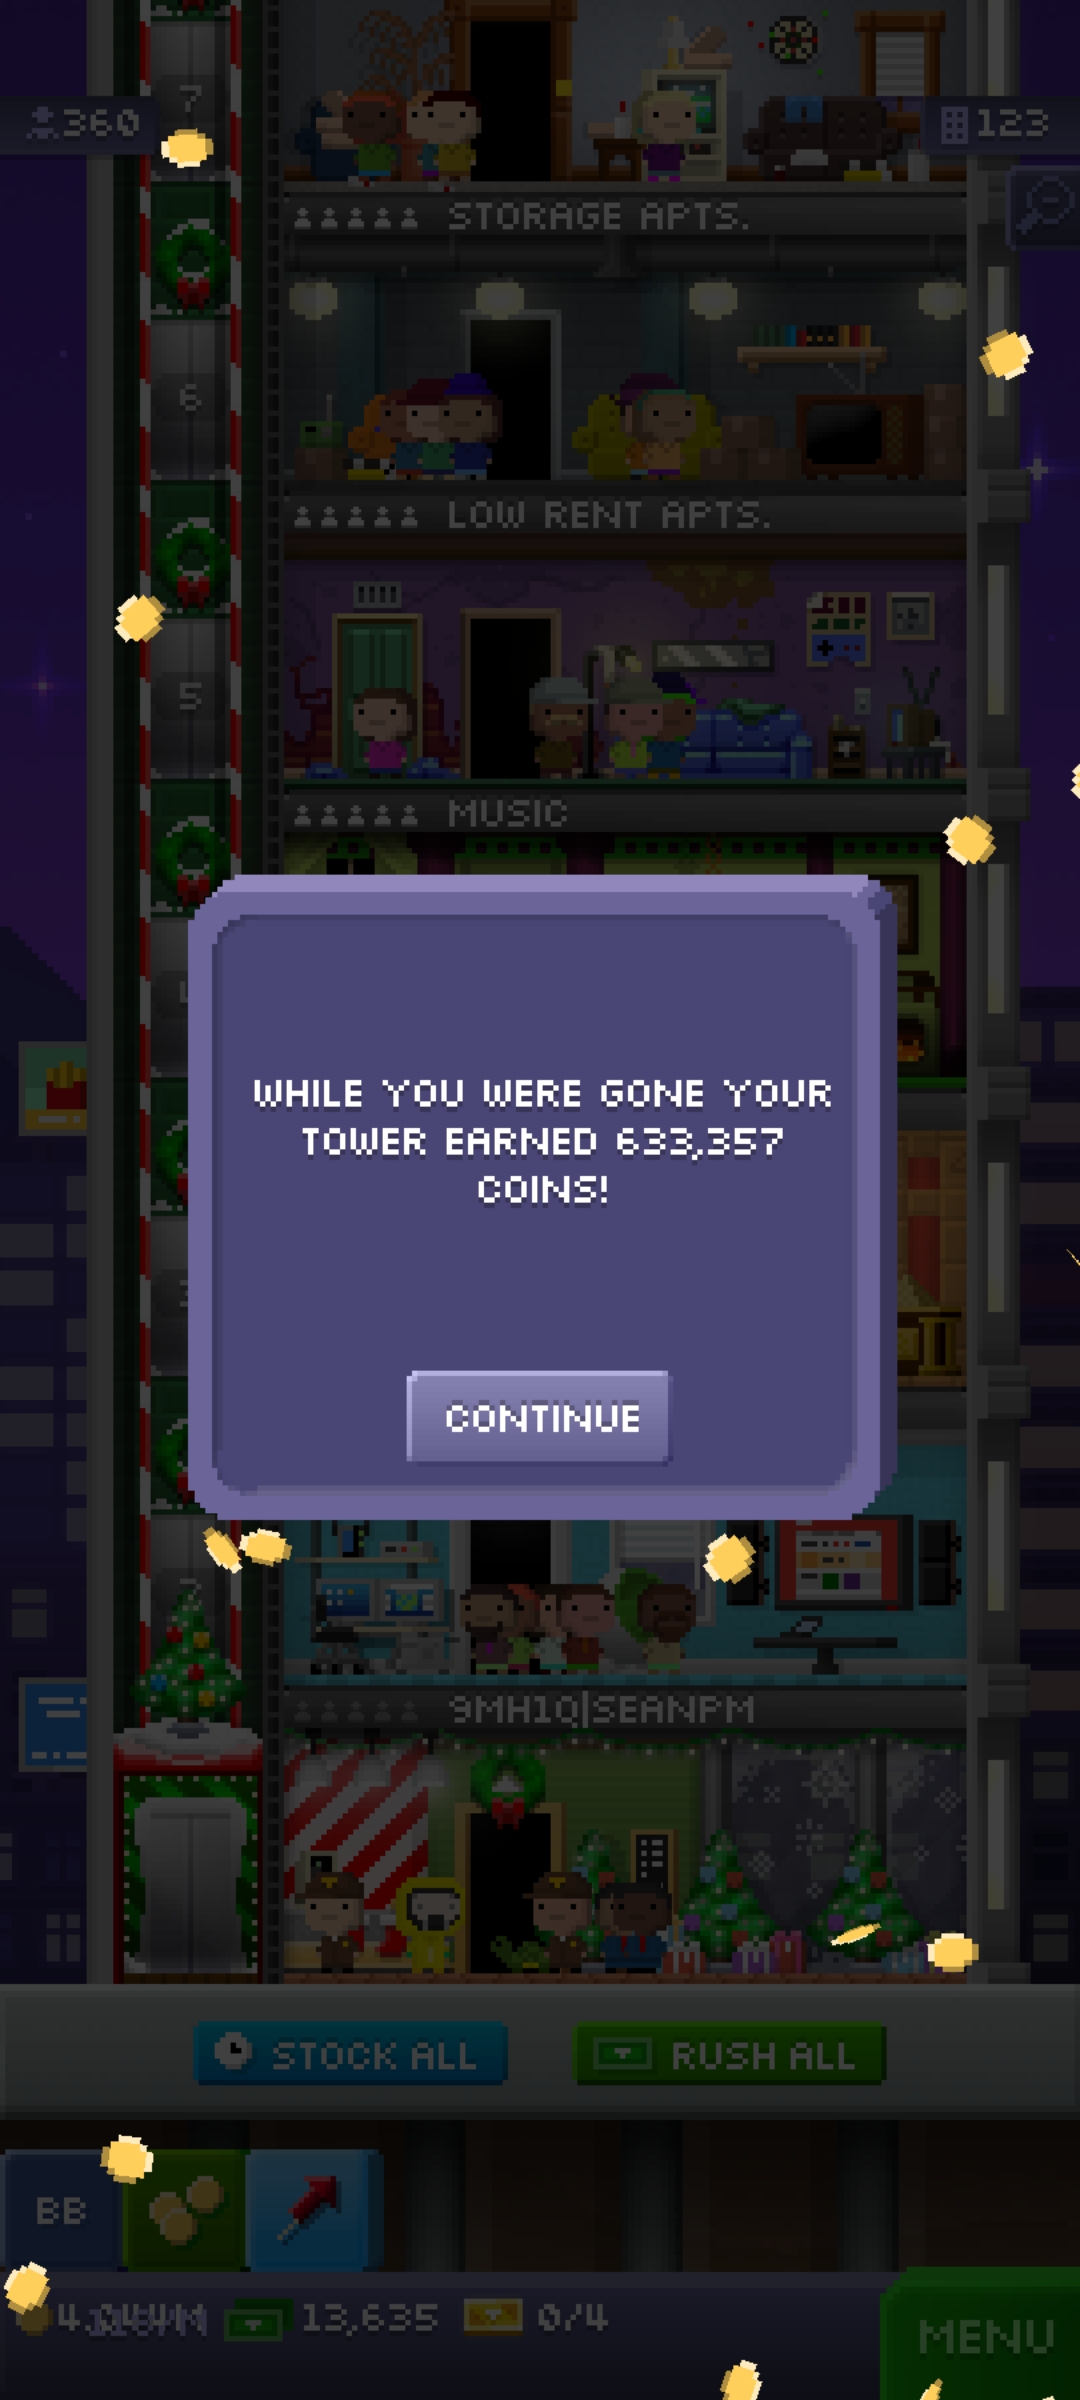 7
360
123
STORAGE APTS.
6
LOW RENT APTS.
5
MUSIC
WHILE YOU WERE GONE YOUR
TOWER EARNED 633,357
COINS!
CONTINUE
9MH1Q|SEANPM
STOCK ALL
RUSH ALL
BB
13,635
0/4
MENU